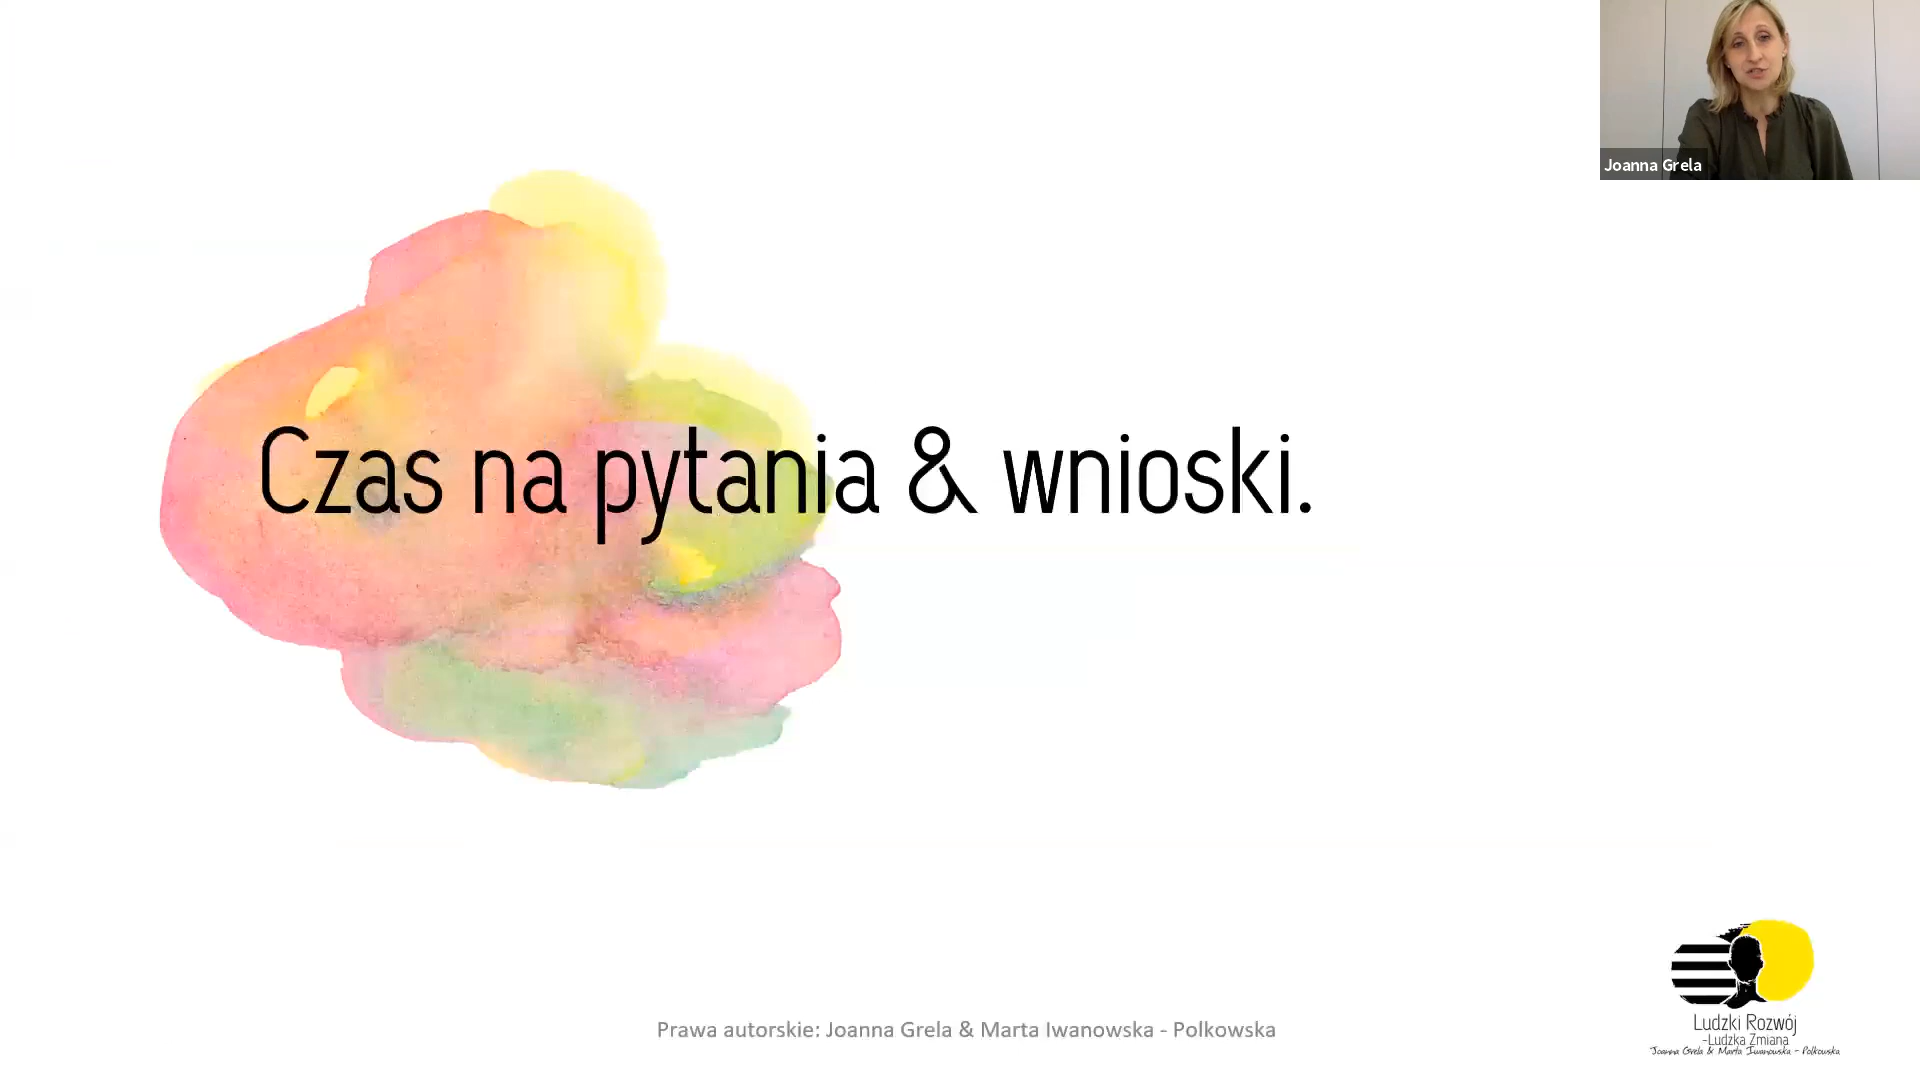 Joanna Grela
Czas na pytania & wnioski.
Prawa autorskie: Joanna Grela & Marta Iwanowska - Polkowska
Ludzki Rozwój
-Ludzka Zmiana
Joanna Grela & Marta Iwanowska - Polkowska